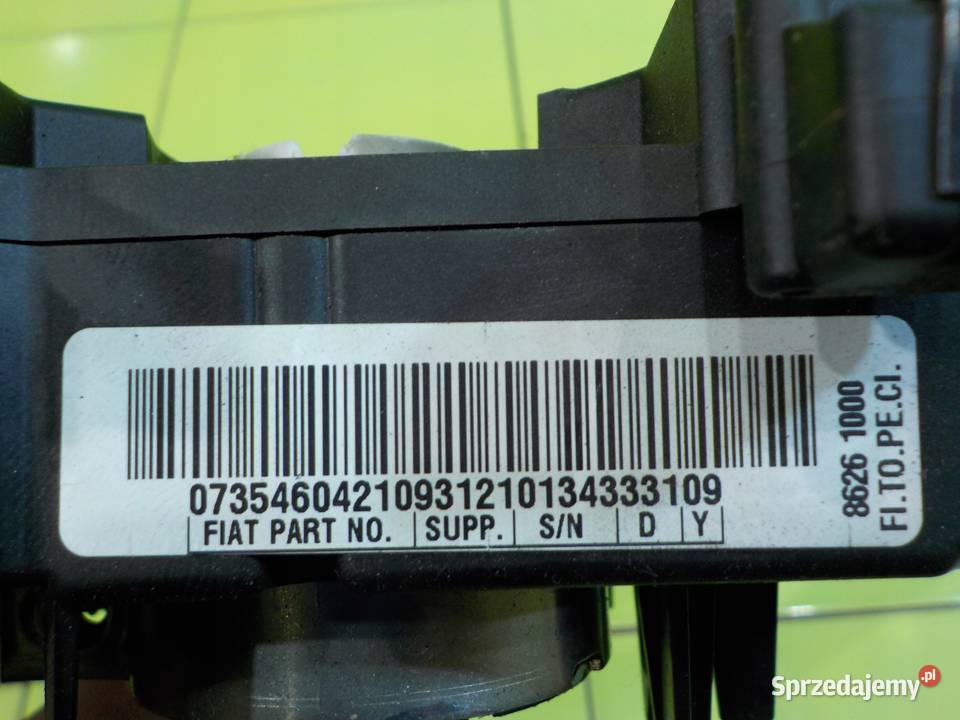 07354604210931210134333109
FIAT PART NO. SUPP. S/N D Y
8626 1000
FI.TO.PE.CI.
Sprzedajemy.pl